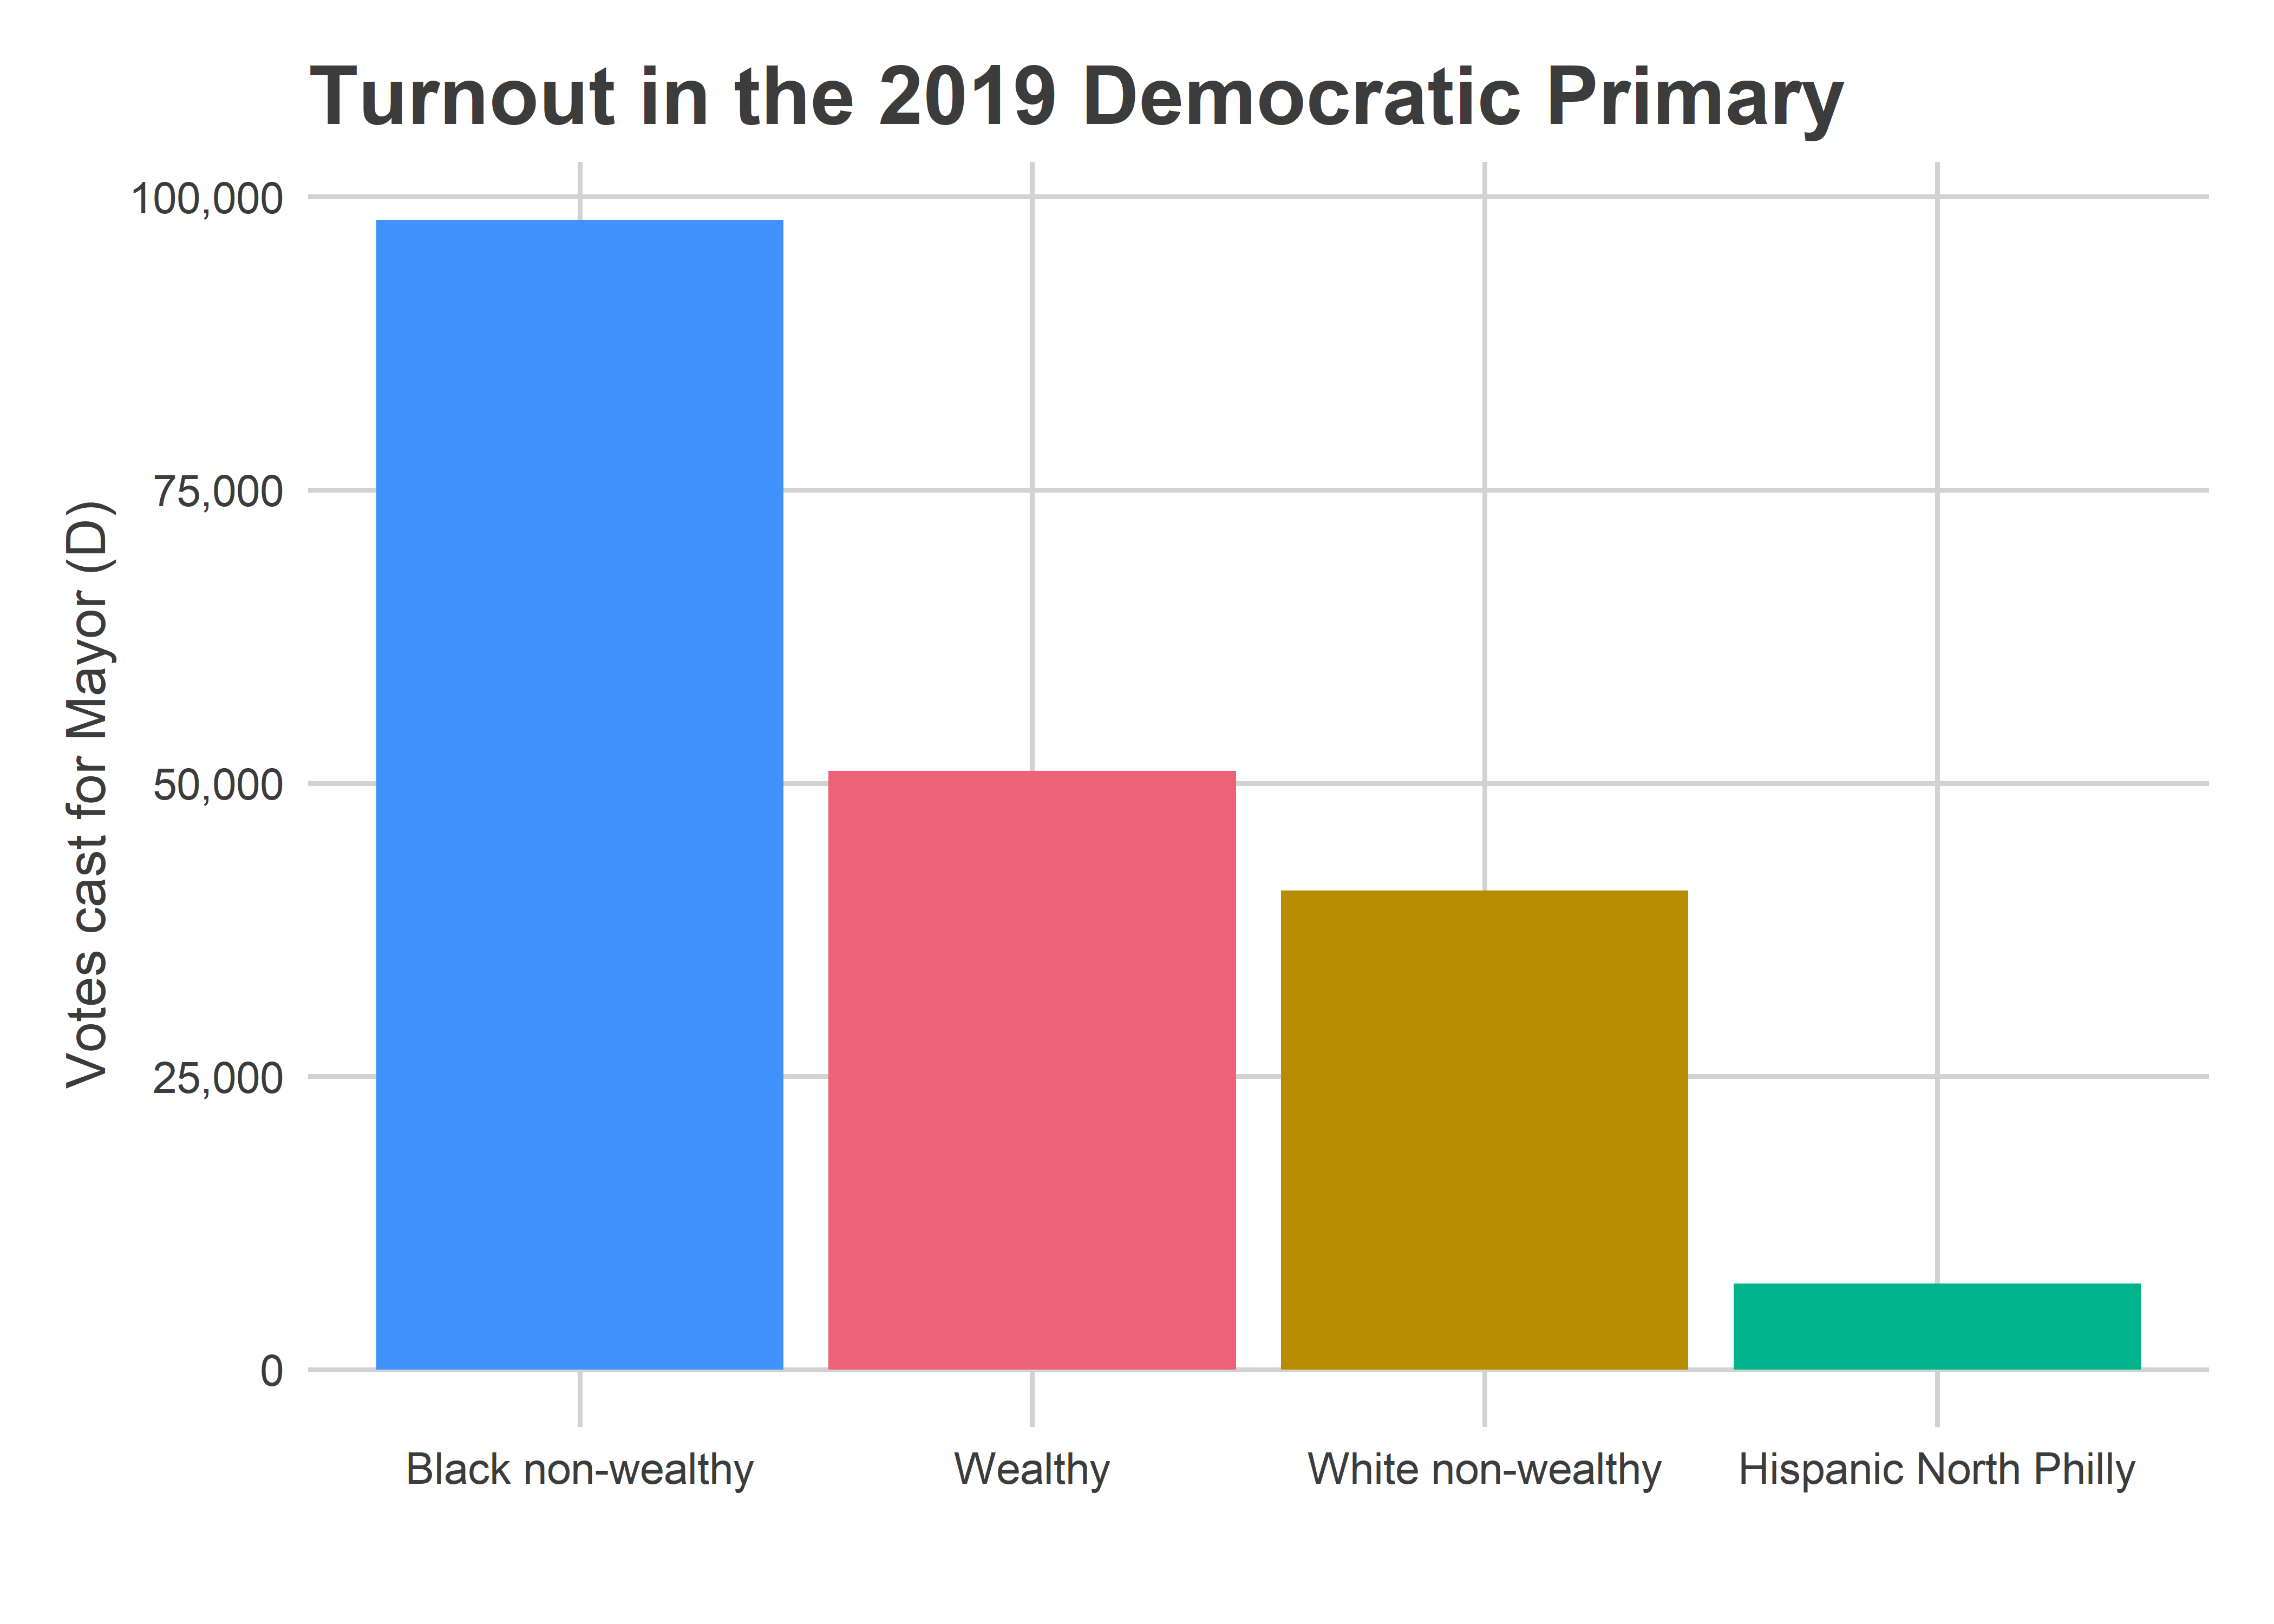 Turnout in the 2019 Democratic Primary
Votes cast for Mayor (D)
100,000
75,000
50,000
25,000
0
Black non-wealthy
Wealthy
White non-wealthy
Hispanic North Philly